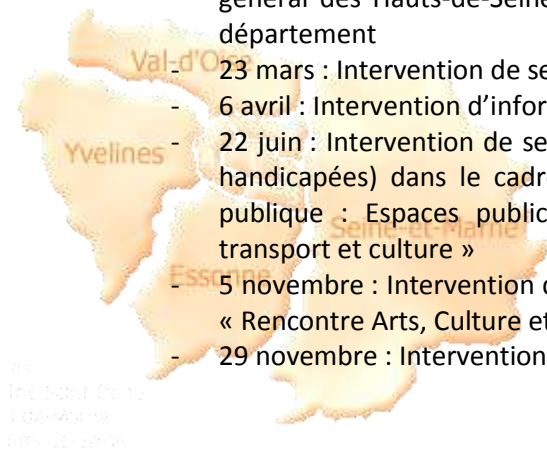 général des Hauts-de-Seine
département
- 23 mars : Intervention de se
- 6 avril : Intervention d’infor
- 22 juin : Intervention de se
handicapées) dans le cadr
publique : Espaces public
transport et culture »
- 5 novembre : Intervention
« Rencontre Arts, Culture et
- 29 novembre : Intervention
Val-d'Oise
Yvelines
Seine-et-Marne
Essonne